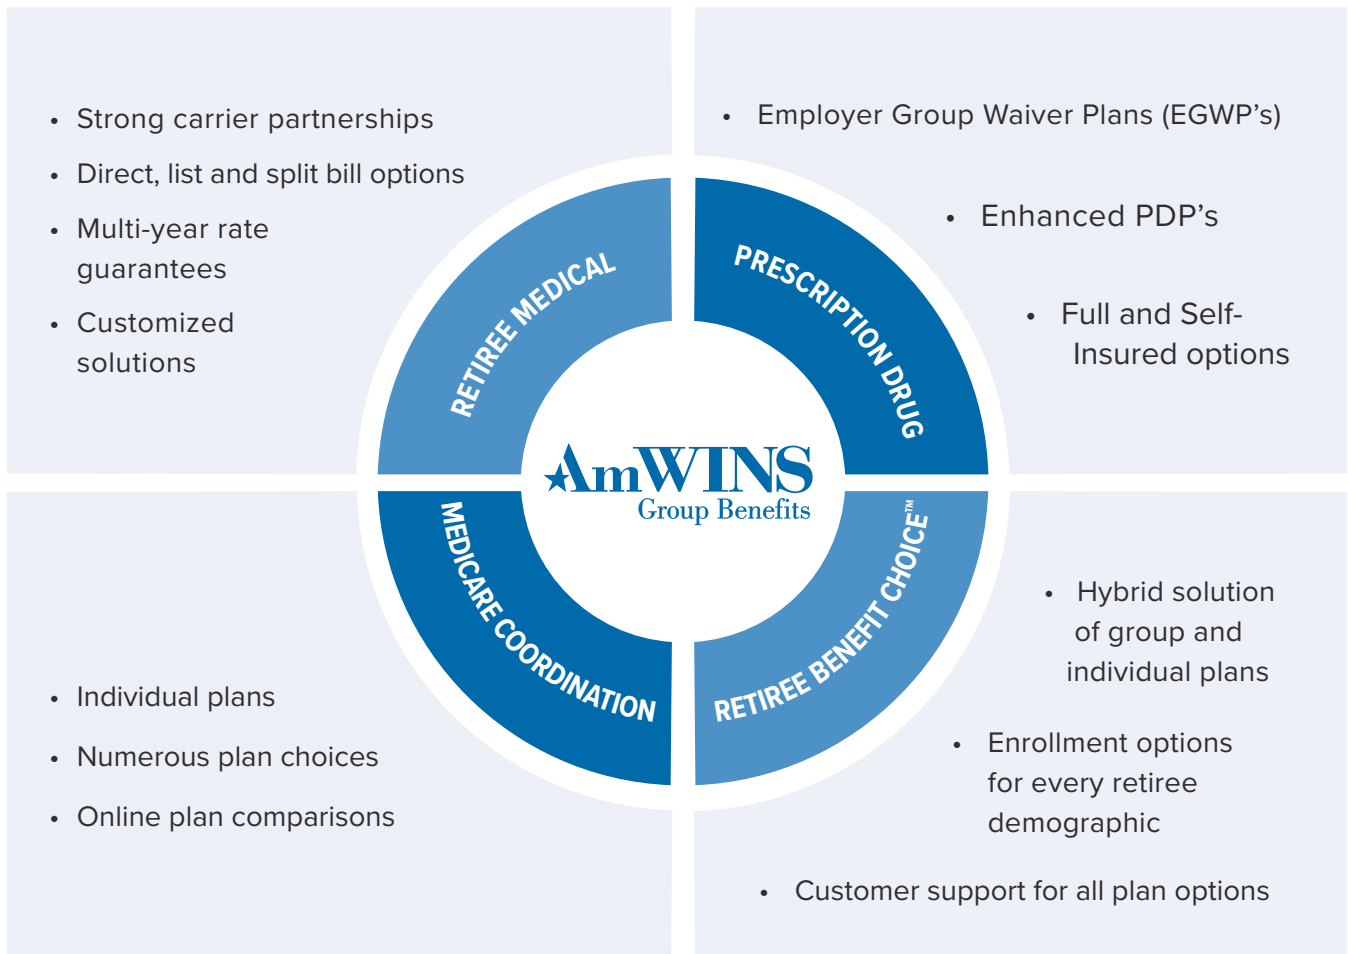 • Strong carrier partnerships
• Direct, list and split bill options
• Multi-year rate
guarantees
• Customized
solutions
RETIREE MEDICAL
• Employer Group Waiver Plans (EGWP’s)
• Enhanced PDP’s
• Full and Self-
Insured options
PRESCRIPTION DRUG
AmWINS
Group Benefits
MEDICARE COORDINATION
• Individual plans
• Numerous plan choices
• Online plan comparisons
RETIREE BENEFIT CHOICE™
• Hybrid solution
of group and
individual plans
• Enrollment options
for every retiree
demographic
• Customer support for all plan options